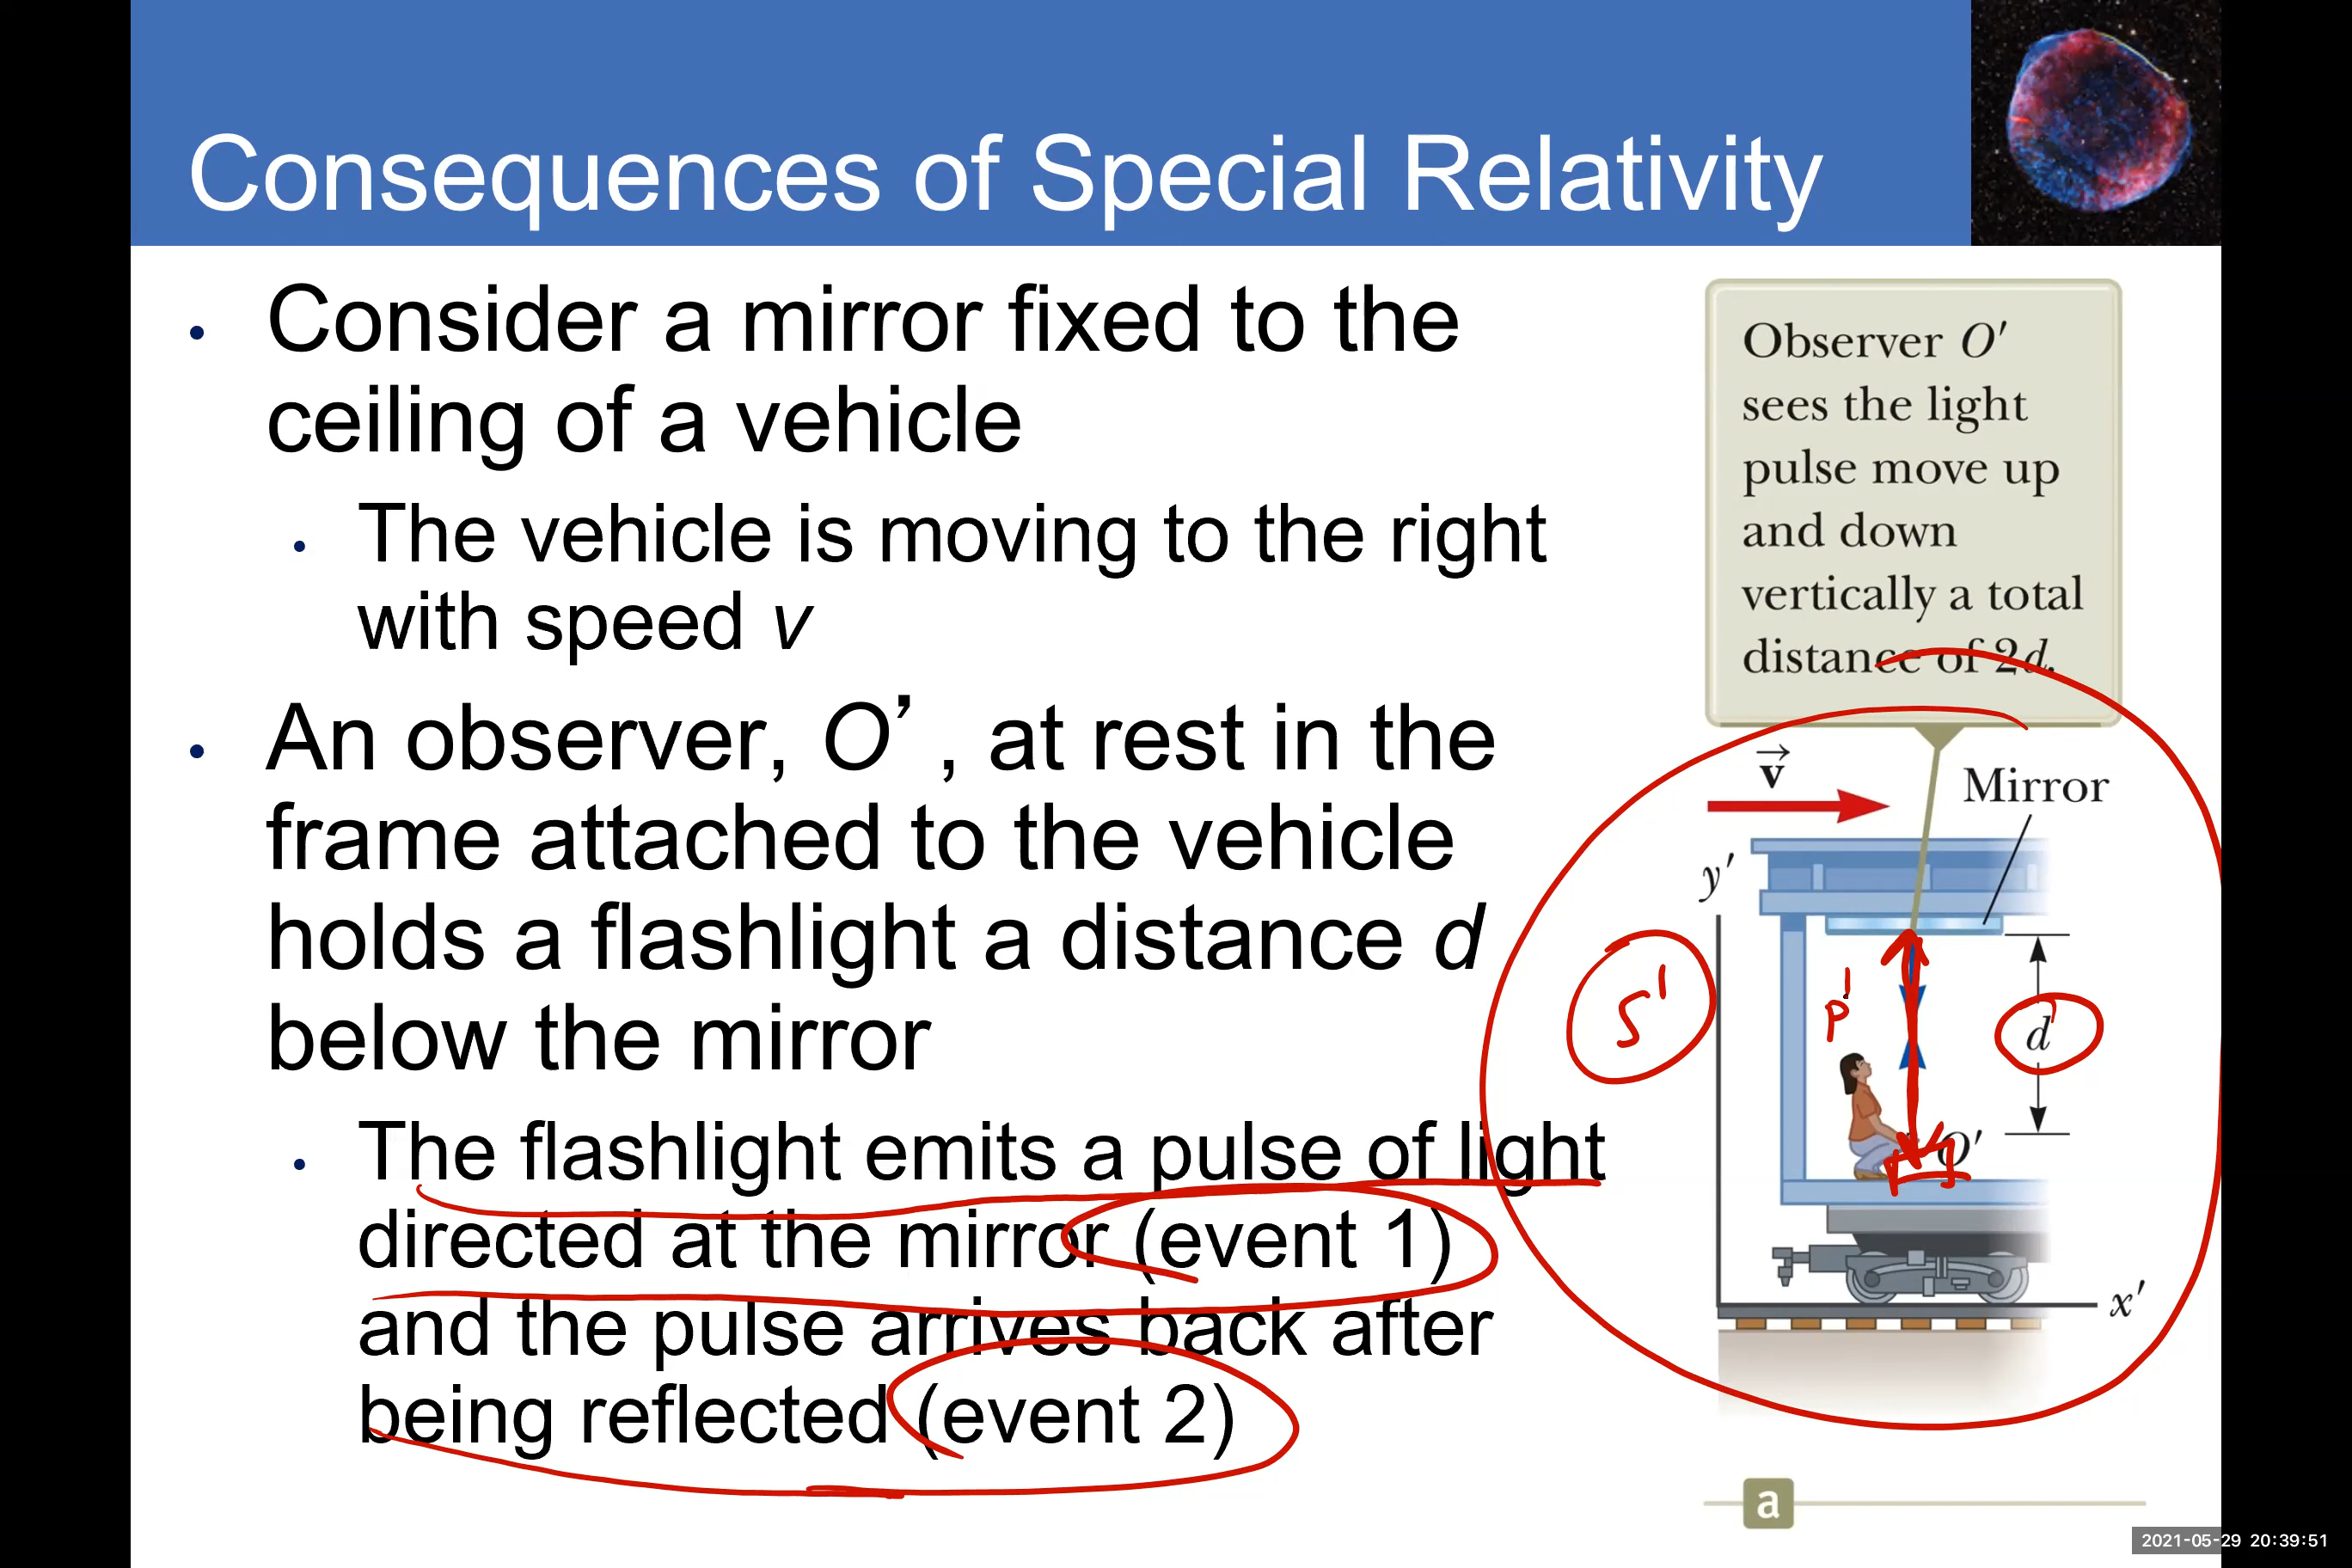 Consequences of Special Relativity
• Consider a mirror fixed to the
ceiling of a vehicle
• The vehicle is moving to the right
with speed v
• An observer, O’ , at rest in the
frame attached to the vehicle
holds a flashlight a distance d
below the mirror
• The flashlight emits a pulse of light
directed at the mirror (event 1)
and the pulse arrives back after
being reflected (event 2)
Observer O′
sees the light
pulse move up
and down
vertically a total
distance of 2d.
v
Mirror
y′
S'
P'
d'
O′
x′
a
2021-05-29 20:39:51